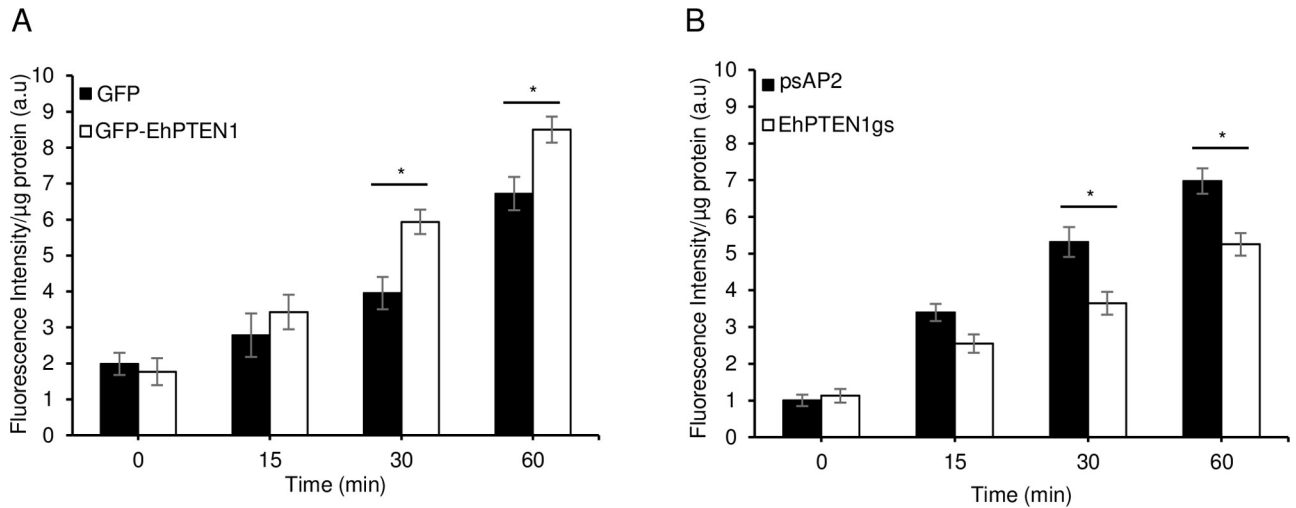 A
Fluorescence Intensity/µg protein (a.u)
10
9
8
7
6
5
4
3
2
1
0
GFP
GFP-EhPTEN1
*
*
0 15 30 60
Time (min)
B
Fluorescence Intensity/µg protein (a.u)
10
9
8
7
6
5
4
3
2
1
0
psAP2
EhPTEN1gs
*
*
0 15 30 60
Time (min)